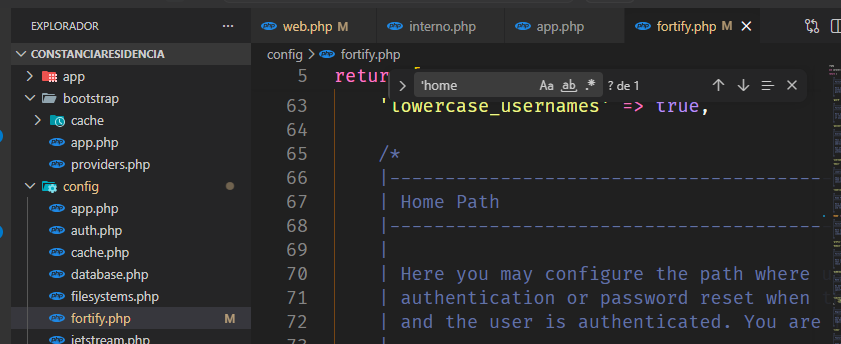 EXPLORADOR ...
CONSTANCIARESIDENCIA
app
bootstrap
cache
app.php
providers.php
config
app.php
auth.php
cache.php
database.php
filesystems.php
fortify.php M
jetstream.php
web.php M
interno.php
app.php
fortify.php M
config > fortify.php
'home
Aa ab .*
? de 1
5 return [
63 'lowercase_usernames' => true,
64
65 /*
66 |---------------------------------------
67 | Home Path
68 |---------------------------------------
69 |
70 | Here you may configure the path where
71 | authentication or password reset when
72 | and the user is authenticated. You are
73 |